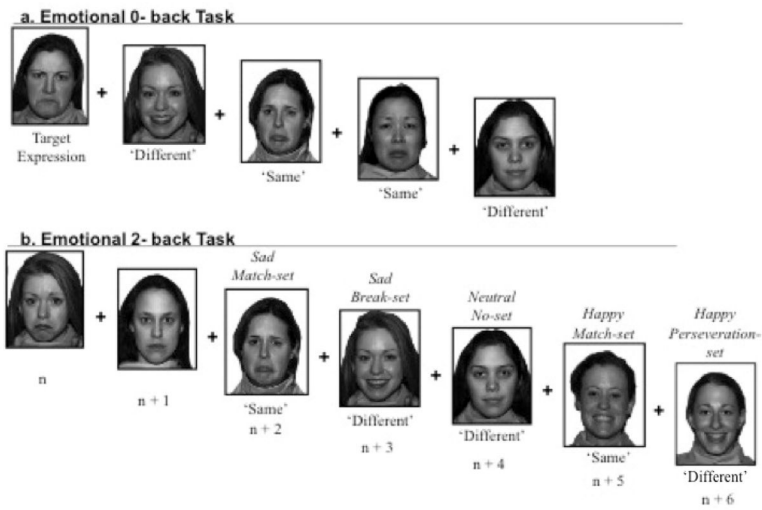 a. Emotional 0- back Task
+
+
+
+
Target
Expression
‘Different’
‘Same’
‘Same’
‘Different’
b. Emotional 2- back Task
Sad
Match-set
Sad
Break-set
Neutral
No-set
Happy
Match-set
Happy
Perseveration-
set
+
+
+
+
+
+
n
n + 1
‘Same’
n + 2
‘Different’
n + 3
‘Different’
n + 4
‘Same’
n + 5
‘Different’
n + 6